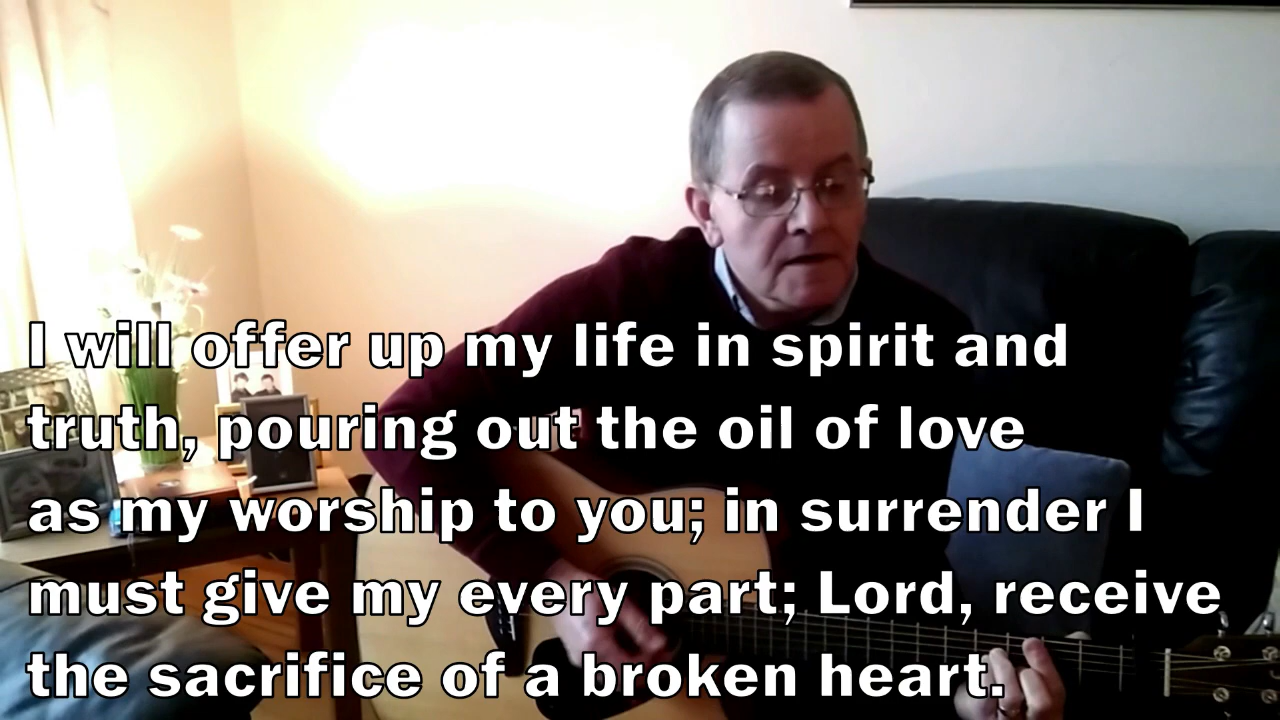 I will offer up my life in spirit and
truth, pouring out the oil of love
as my worship to you; in surrender I
must give my every part; Lord, receive
the sacrifice of a broken heart.